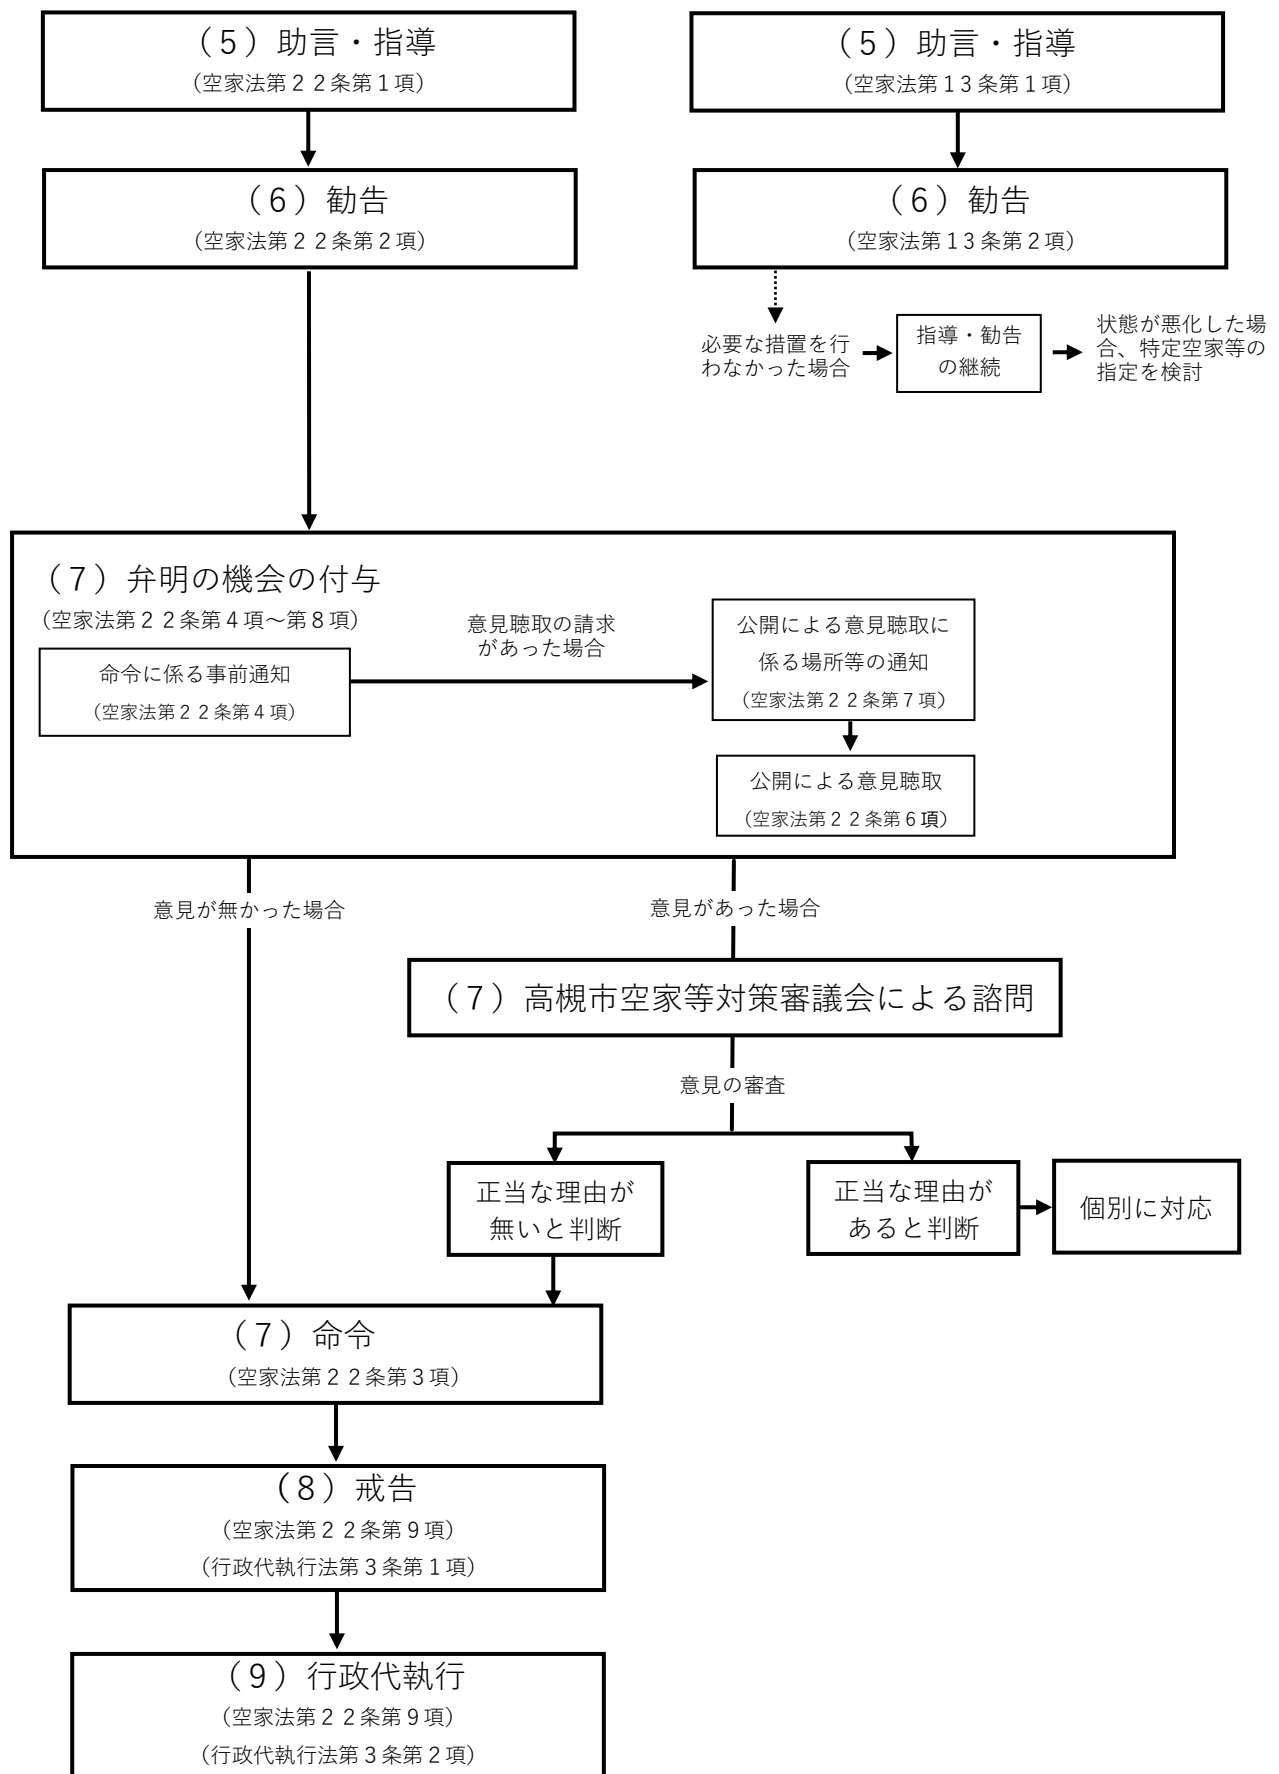 （５）助言・指導
（空家法第２２条第１項）
（５）助言・指導
（空家法第13条第１項）
（６）勧告
（空家法第２２条第２項）
（６）勧告
（空家法第13条第２項）
必要な措置を行
わなかった場合
指導・勧告
の継続
状態が悪化した場
合、特定空家等の
指定を検討
（７）弁明の機会の付与
（空家法第２２条第４項～第８項）
命令に係る事前通知
（空家法第２２条第４項）
意見聴取の請求
があった場合
公開による意見聴取に
係る場所等の通知
（空家法第２２条第７項）
公開による意見聴取
（空家法第２２条第６項）
意見が無かった場合
意見があった場合
（７）高槻市空家等対策審議会による諮問
意見の審査
正当な理由が
無いと判断
正当な理由が
あると判断
個別に対応
（７）命令
（空家法第２２条第３項）
（８）戒告
（空家法第２２条第９項）
（行政代執行法第３条第１項）
（９）行政代執行
（空家法第２２条第９項）
（行政代執行法第３条第２項）